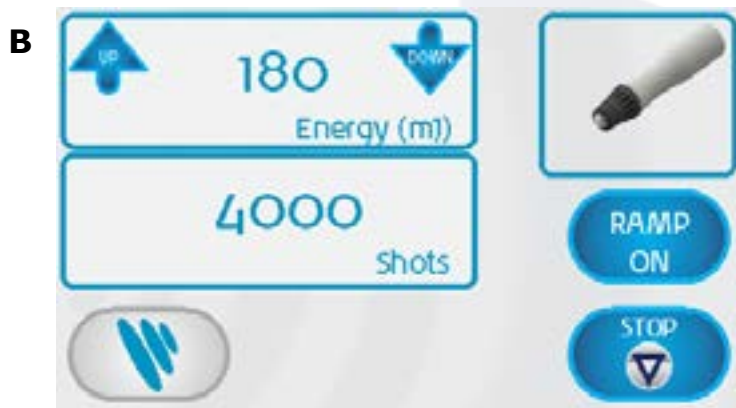 B
UP
180
DOWN
Energy (mJ)
4000
Shots
RAMP
ON
STOP